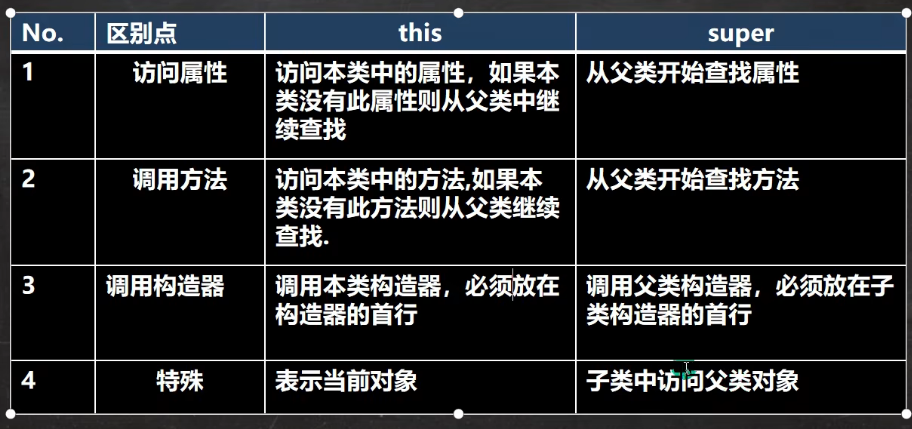 No. 区别点 this super
1 访问属性 访问本类中的属性，如果本 从父类开始查找属性
类没有此属性则从父类中继
续查找
2 调用方法 访问本类中的方法,如果本 从父类开始查找方法
类没有此方法则从父类继续
查找.
3 调用构造器 调用本类构造器，必须放在 调用父类构造器，必须放在子
构造器的首行 类构造器的首行
4 特殊 表示当前对象 子类中访问父类对象